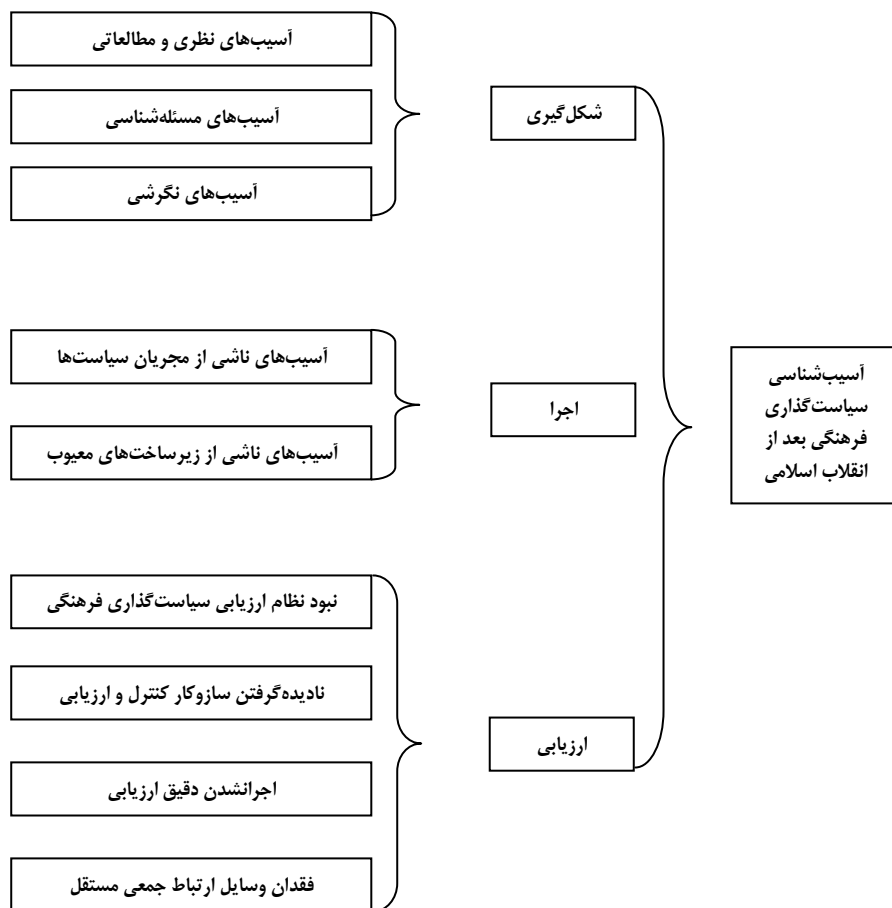 آسیب‌شناسی
سیاست‌گذاری
فرهنگی بعد از
انقلاب اسلامی
شکل‌گیری
آسیب‌های نظری و مطالعاتی
آسیب‌های مسئله‌شناسی
آسیب‌های نگرشی
اجرا
آسیب‌های ناشی از مجریان سیاست‌ها
آسیب‌های ناشی از زیرساخت‌های معیوب
ارزیابی
نبود نظام ارزیابی سیاست‌گذاری فرهنگی
نادیده‌گرفتن سازوکار کنترل و ارزیابی
اجرانشدن دقیق ارزیابی
فقدان وسایل ارتباط جمعی مستقل